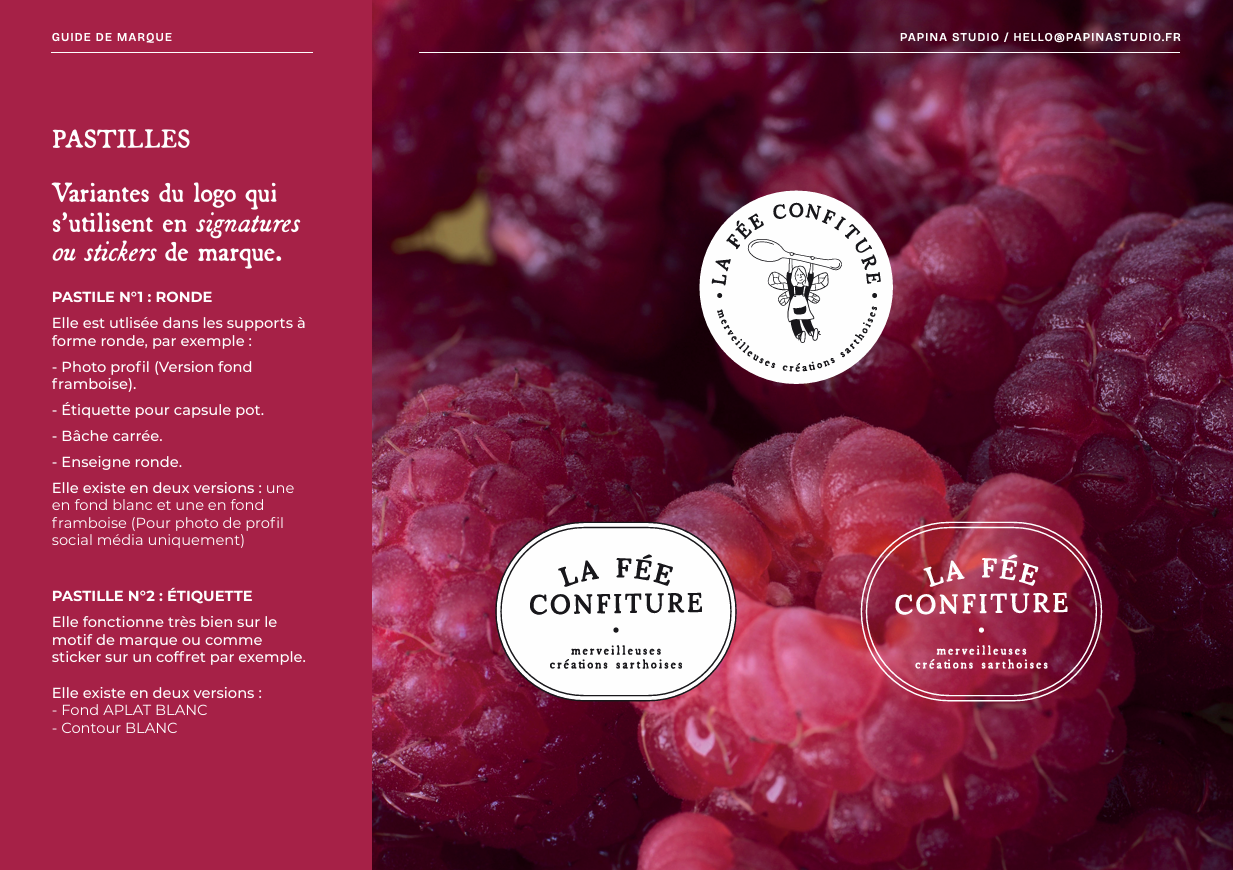 GUIDE DE MARQUE
PAPINA STUDIO / HELLO@PAPINASTUDIO.FR
PASTILLES
Variantes du logo qui
s'utilisent en signatures
ou stickers de marque.
PASTILE N°1 : RONDE
Elle est utlisée dans les supports à
forme ronde, par exemple :
- Photo profil (Version fond
framboise).
- Étiquette pour capsule pot.
- Bâche carrée.
- Enseigne ronde.
Elle existe en deux versions : une
en fond blanc et une en fond
framboise (Pour photo de profil
social média uniquement)
PASTILLE N°2 : ÉTIQUETTE
Elle fonctionne très bien sur le
motif de marque ou comme
sticker sur un coffret par exemple.
Elle existe en deux versions :
- Fond APLAT BLANC
- Contour BLANC
• LA FÉE CONFITURE •
merveilleuses créations sarthoises
LA FÉE
CONFITURE
•
merveilleuses
créations sarthoises
LA FÉE
CONFITURE
•
merveilleuses
créations sarthoises